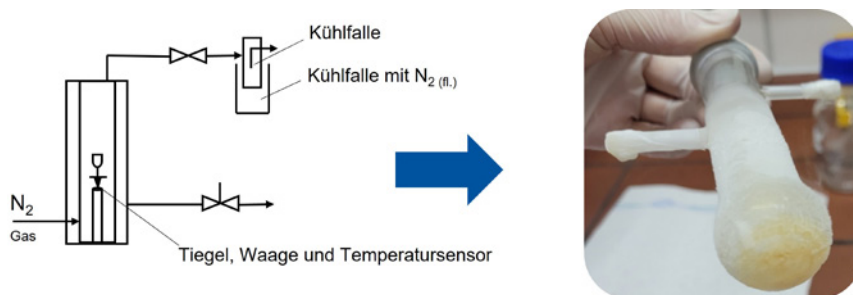 Kühlfalle
Kühlfalle mit N2 (fl.)
N2
Gas
Tiegel, Waage und Temperatursensor